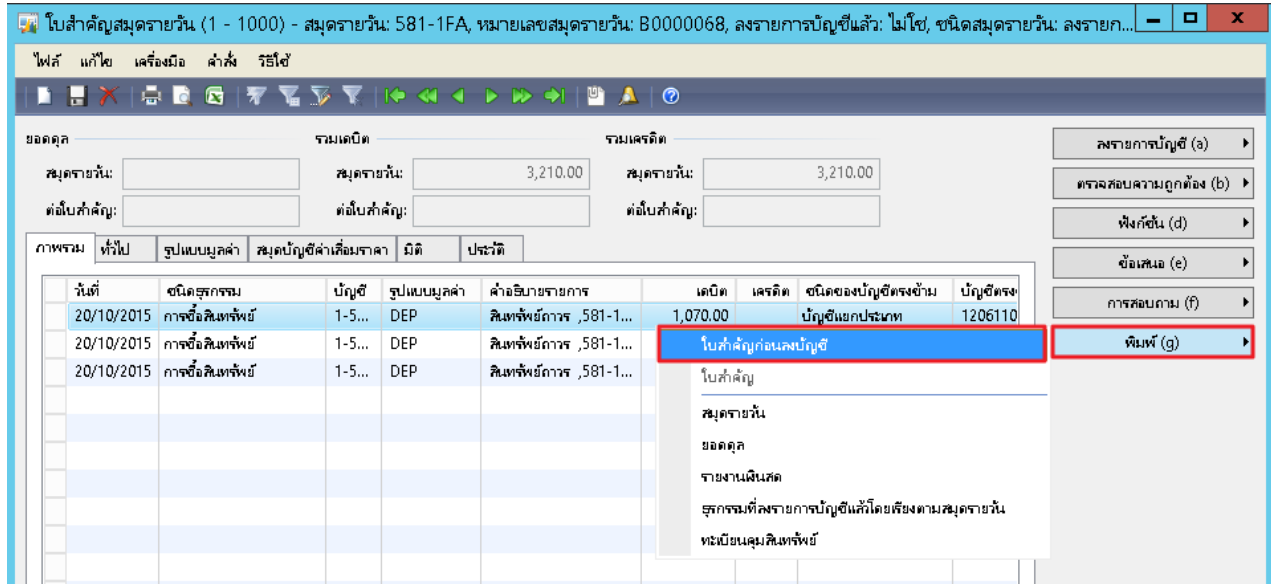 ใบสำคัญสมุดรายวัน (1 - 1000) - สมุดรายวัน: 581-1FA, หมายเลขสมุดรายวัน: B0000068, ลงรายการบัญชีแล้ว: ไม่ใช่, ชนิดสมุดรายวัน: ลงรายก...
ไฟล์ แก้ไข เครื่องมือ คำสั่ง วิธีใช้
ยอดดุล รวมเดบิต รวมเครดิต
สมุดรายวัน: สมุดรายวัน: 3,210.00 สมุดรายวัน: 3,210.00
ต่อใบสำคัญ: ต่อใบสำคัญ: ต่อใบสำคัญ:
ลงรายการบัญชี (a)
ตรวจสอบความถูกต้อง (b)
ฟังก์ชัน (d)
ข้อเสนอ (e)
การสอบถาม (f)
พิมพ์ (g)
ภาพรวม ทั่วไป รูปแบบมูลค่า สมุดบัญชีค่าเสื่อมราคา มิติ ประวัติ
วันที่ ชนิดธุรกรรม บัญชี รูปแบบมูลค่า คำอธิบายรายการ เดบิต เครดิต ชนิดของบัญชีตรงข้าม บัญชีตรง
20/10/2015 การซื้อสินทรัพย์ 1-5... DEP สินทรัพย์ถาวร ,581-1... 1,070.00 บัญชีแยกประเภท 1206110
20/10/2015 การซื้อสินทรัพย์ 1-5... DEP สินทรัพย์ถาวร ,581-1...
20/10/2015 การซื้อสินทรัพย์ 1-5... DEP สินทรัพย์ถาวร ,581-1...
ใบสำคัญก่อนลงบัญชี
ใบสำคัญ
สมุดรายวัน
ยอดดุล
รายงานเงินสด
ธุรกรรมที่ลงรายการบัญชีแล้วโดยเรียงตามสมุดรายวัน
ทะเบียนคุมสินทรัพย์